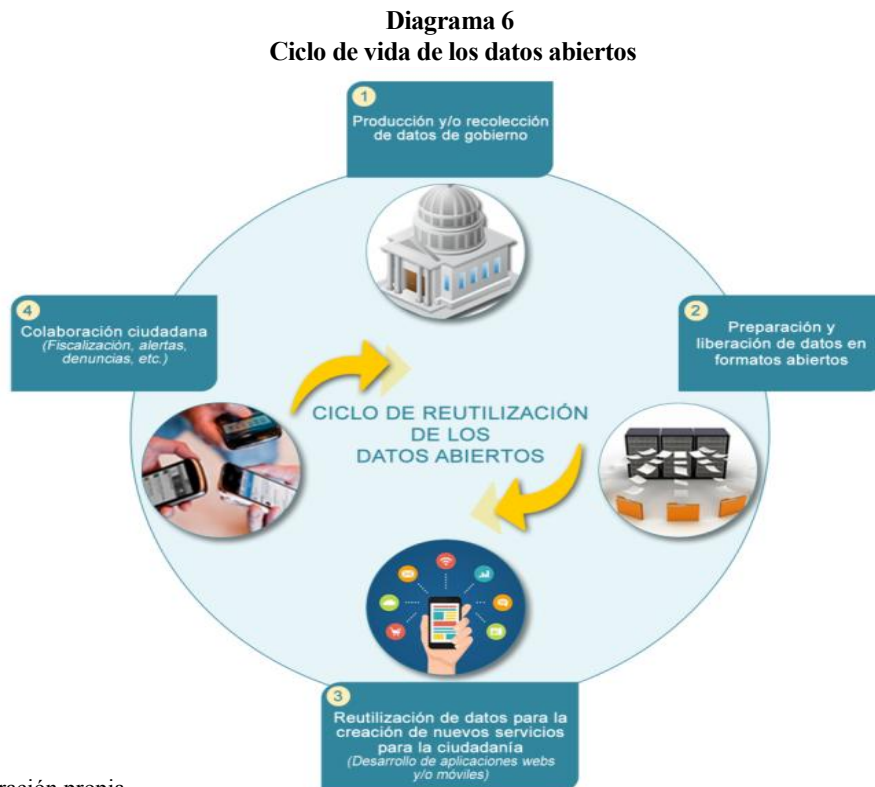 Diagrama 6
Ciclo de vida de los datos abiertos
1
Producción y/o recolección
de datos de gobierno
2
Preparación y
liberación de datos en
formatos abiertos
4
Colaboración ciudadana
(Fiscalización, alertas,
denuncias, etc.)
CICLO DE REUTILIZACIÓN
DE LOS
DATOS ABIERTOS
3
Reutilización de datos para la
creación de nuevos servicios
para la ciudadanía
(Desarrollo de aplicaciones webs
y/o móviles)
propia